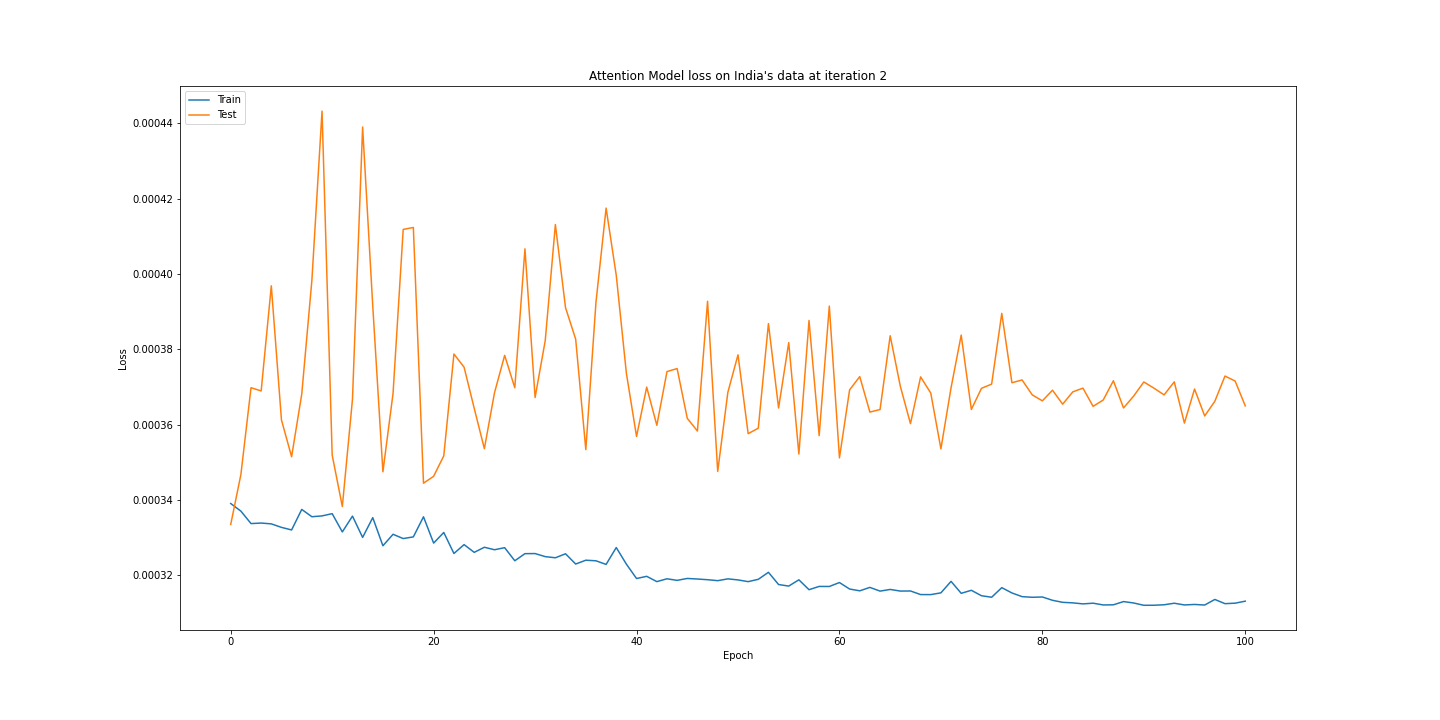 Attention Model loss on India's data at iteration 2
Train
Test
0.00044
0.00042
0.00040
0.00038
0.00036
0.00034
0.00032
Loss
0 20 40 60 80 100
Epoch